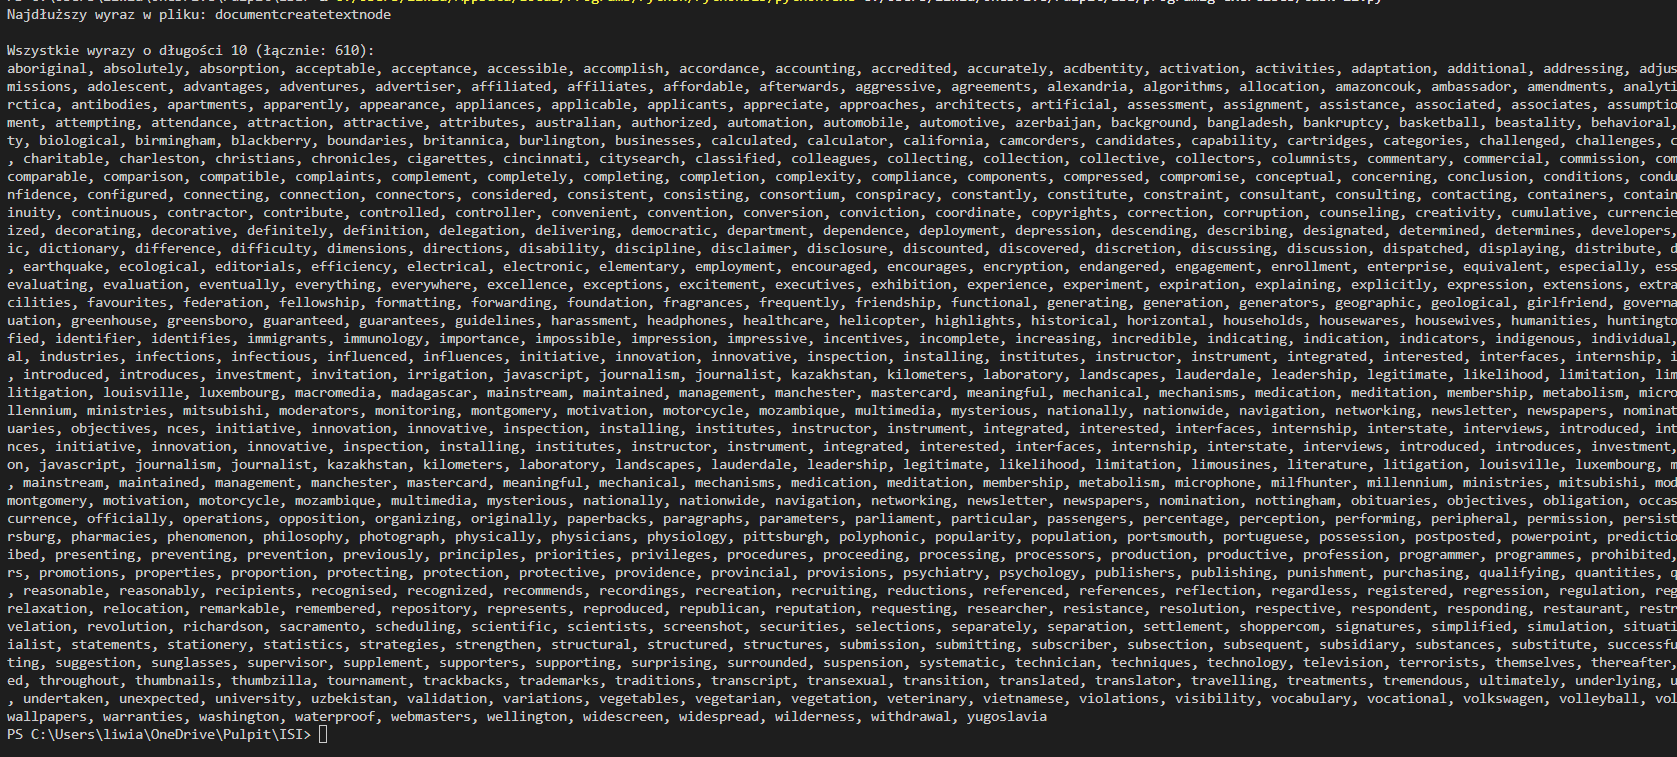 Najdłuższy wyraz w pliku: documentcreatetextnode
Wszystkie wyrazy o długości 10 (łącznie: 610):
aboriginal, absolutely, absorption, acceptable, acceptance, accessible, accomplish, accordance, accounting, accredited, accurately, acdbentity, activation, activities, adaptation, additional, addressing, adjus
missions, adolescent, advantages, adventures, advertiser, affiliated, affiliates, affordable, afterwards, aggressive, agreements, alexandria, algorithms, allocation, amazoncouk, ambassador, amendments, analyti
rctica, antibodies, apartments, apparently, appearance, appliances, applicable, applicants, appreciate, approaches, architects, artificial, assessment, assignment, assistance, associated, associates, assumptio
ment, attempting, attendance, attraction, attractive, attributes, australian, authorized, automation, automobile, automotive, azerbaijan, background, bangladesh, bankruptcy, basketball, beastality, behavioral,
ty, biological, birmingham, blackberry, boundaries, britannica, burlington, businesses, calculated, calculator, california, camcorders, candidates, capability, cartridges, categories, challenged, challenges, c
, charitable, charleston, christians, chronicles, cigarettes, cincinnati, citysearch, classified, colleagues, collecting, collection, collective, collectors, columnists, commentary, commercial, commission, com
comparable, comparison, compatible, complaints, complement, completely, completing, completion, complexity, compliance, components, compressed, compromise, conceptual, concerning, conclusion, conditions, condu
nfidence, configured, connecting, connection, connectors, considered, consistent, consisting, consortium, conspiracy, constantly, constitute, constraint, consultant, consulting, contacting, containers, contain
inuity, continuous, contractor, contribute, controlled, controller, convenient, convention, conversion, conviction, coordinate, copyrights, correction, corruption, counseling, creativity, cumulative, currencie
ized, decorating, decorative, definitely, definition, delegation, delivering, democratic, department, dependence, deployment, depression, descending, describing, designated, determined, determines, developers,
ic, dictionary, difference, difficulty, dimensions, directions, disability, discipline, disclaimer, disclosure, discounted, discovered, discretion, discussing, discussion, dispatched, displaying, distribute, d
, earthquake, ecological, editorials, efficiency, electrical, electronic, elementary, employment, encouraged, encourages, encryption, endangered, engagement, enrollment, enterprise, equivalent, especially, ess
evaluating, evaluation, eventually, everything, everywhere, excellence, exceptions, excitement, executives, exhibition, experience, experiment, expiration, explaining, explicitly, expression, extensions, extra
cilities, favourites, federation, fellowship, formatting, forwarding, foundation, fragrances, frequently, friendship, functional, generating, generation, generators, geographic, geological, girlfriend, governa
uation, greenhouse, greensboro, guaranteed, guarantees, guidelines, harassment, headphones, healthcare, helicopter, highlights, historical, horizontal, households, housewares, housewives, humanities, huntingto
fied, identifier, identifies, immigrants, immunology, importance, impossible, impression, impressive, incentives, incomplete, increasing, incredible, indicating, indication, indicators, indigenous, individual,
al, industries, infections, infectious, influenced, influences, initiative, innovation, innovative, inspection, installing, institutes, instructor, instrument, integrated, interested, interfaces, internship, i
, introduced, introduces, investment, invitation, irrigation, javascript, journalism, journalist, kazakhstan, kilometers, laboratory, landscapes, lauderdale, leadership, legitimate, likelihood, limitation, lim
litigation, louisville, luxembourg, macromedia, madagascar, mainstream, maintained, management, manchester, mastercard, meaningful, mechanical, mechanisms, medication, meditation, membership, metabolism, micro
llennium, ministries, mitsubishi, moderators, monitoring, montgomery, motivation, motorcycle, mozambique, multimedia, mysterious, nationally, nationwide, navigation, networking, newsletter, newspapers, nominat
uaries, objectives, nces, initiative, innovation, innovative, inspection, installing, institutes, instructor, instrument, integrated, interested, interfaces, internship, interstate, interviews, introduced, int
nces, initiative, innovation, innovative, inspection, installing, institutes, instructor, instrument, integrated, interested, interfaces, internship, interstate, interviews, introduced, introduces, investment,
on, javascript, journalism, journalist, kazakhstan, kilometers, laboratory, landscapes, lauderdale, leadership, legitimate, likelihood, limitation, limousines, literature, litigation, louisville, luxembourg, m
, mainstream, maintained, management, manchester, mastercard, meaningful, mechanical, mechanisms, medication, meditation, membership, metabolism, microphone, milfhunter, millennium, ministries, mitsubishi, mod
montgomery, motivation, motorcycle, mozambique, multimedia, mysterious, nationally, nationwide, navigation, networking, newsletter, newspapers, nomination, nottingham, obituaries, objectives, obligation, occas
currence, officially, operations, opposition, organizing, originally, paperbacks, paragraphs, parameters, parliament, particular, passengers, percentage, perception, performing, peripheral, permission, persist
rsburg, pharmacies, phenomenon, philosophy, photograph, physically, physicians, physiology, pittsburgh, polyphonic, popularity, population, portsmouth, portuguese, possession, postposted, powerpoint, predictio
ibed, presenting, preventing, prevention, previously, principles, priorities, privileges, procedures, proceeding, processing, processors, production, productive, profession, programmer, programmes, prohibited,
rs, promotions, properties, proportion, protecting, protection, protective, providence, provincial, provisions, psychiatry, psychology, publishers, publishing, punishment, purchasing, qualifying, quantities, q
, reasonable, reasonably, recipients, recognised, recognized, recommends, recordings, recreation, recruiting, reductions, referenced, references, reflection, regardless, registered, regression, regulation, reg
relaxation, relocation, remarkable, remembered, repository, represents, reproduced, republican, reputation, requesting, researcher, resistance, resolution, respective, respondent, responding, restaurant, restr
velation, revolution, richardson, sacramento, scheduling, scientific, scientists, screenshot, securities, selections, separately, separation, settlement, shoppercom, signatures, simplified, simulation, situati
ialist, statements, stationery, statistics, strategies, strengthen, structural, structured, structures, submission, submitting, subscriber, subsection, subsequent, subsidiary, substances, substitute, successfu
ting, suggestion, sunglasses, supervisor, supplement, supporters, supporting, surprising, surrounded, suspension, systematic, technician, techniques, technology, television, terrorists, themselves, thereafter,
ed, throughout, thumbnails, thumbzilla, tournament, trackbacks, trademarks, traditions, transcript, transexual, transition, translated, translator, travelling, treatments, tremendous, ultimately, underlying, u
, undertaken, unexpected, university, uzbekistan, validation, variations, vegetables, vegetarian, vegetation, veterinary, vietnamese, violations, visibility, vocabulary, vocational, volkswagen, volleyball, vol
wallpapers, warranties, washington, waterproof, webmasters, wellington, widescreen, widespread, wilderness, withdrawal, yugoslavia
PS C:\Users\liwia\OneDrive\Pulpit\ISI>